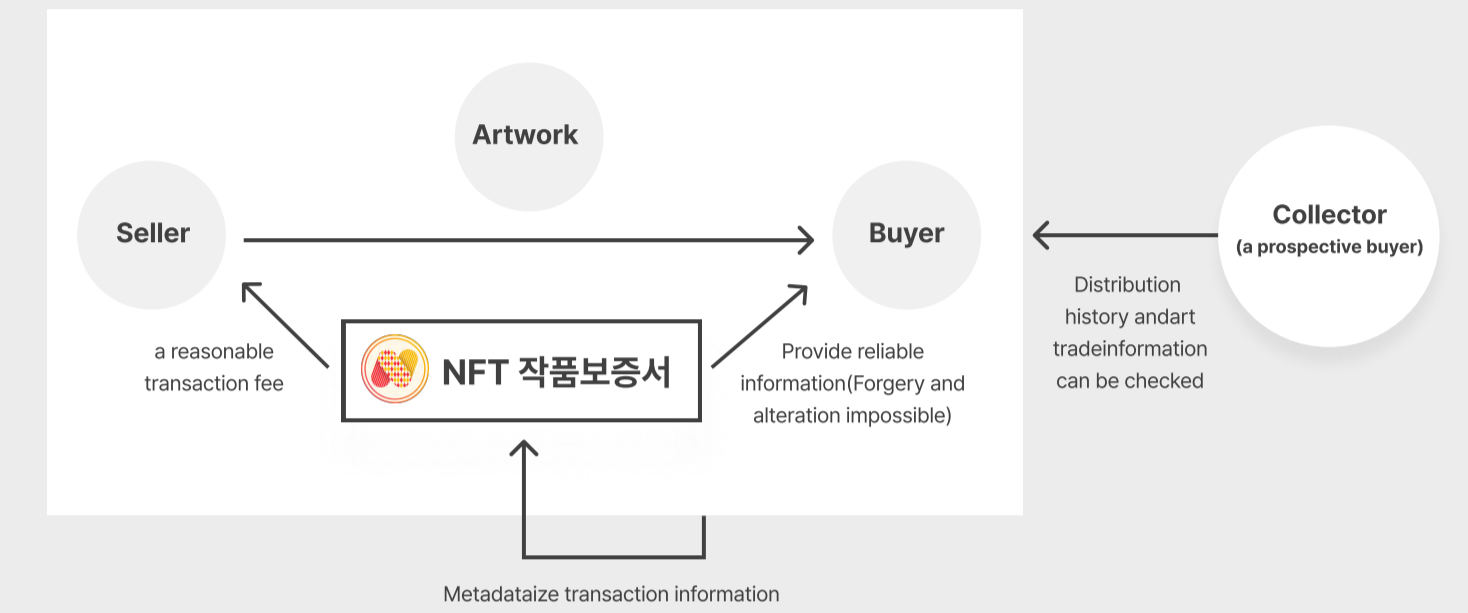 Artwork
Seller
Buyer
Collector
(a prospective buyer)
Distribution
history andart
tradeinformation
can be checked
a reasonable
transaction fee
NFT 작품보증서
Provide reliable
information(Forgery and
alteration impossible)
Metadataize transaction information